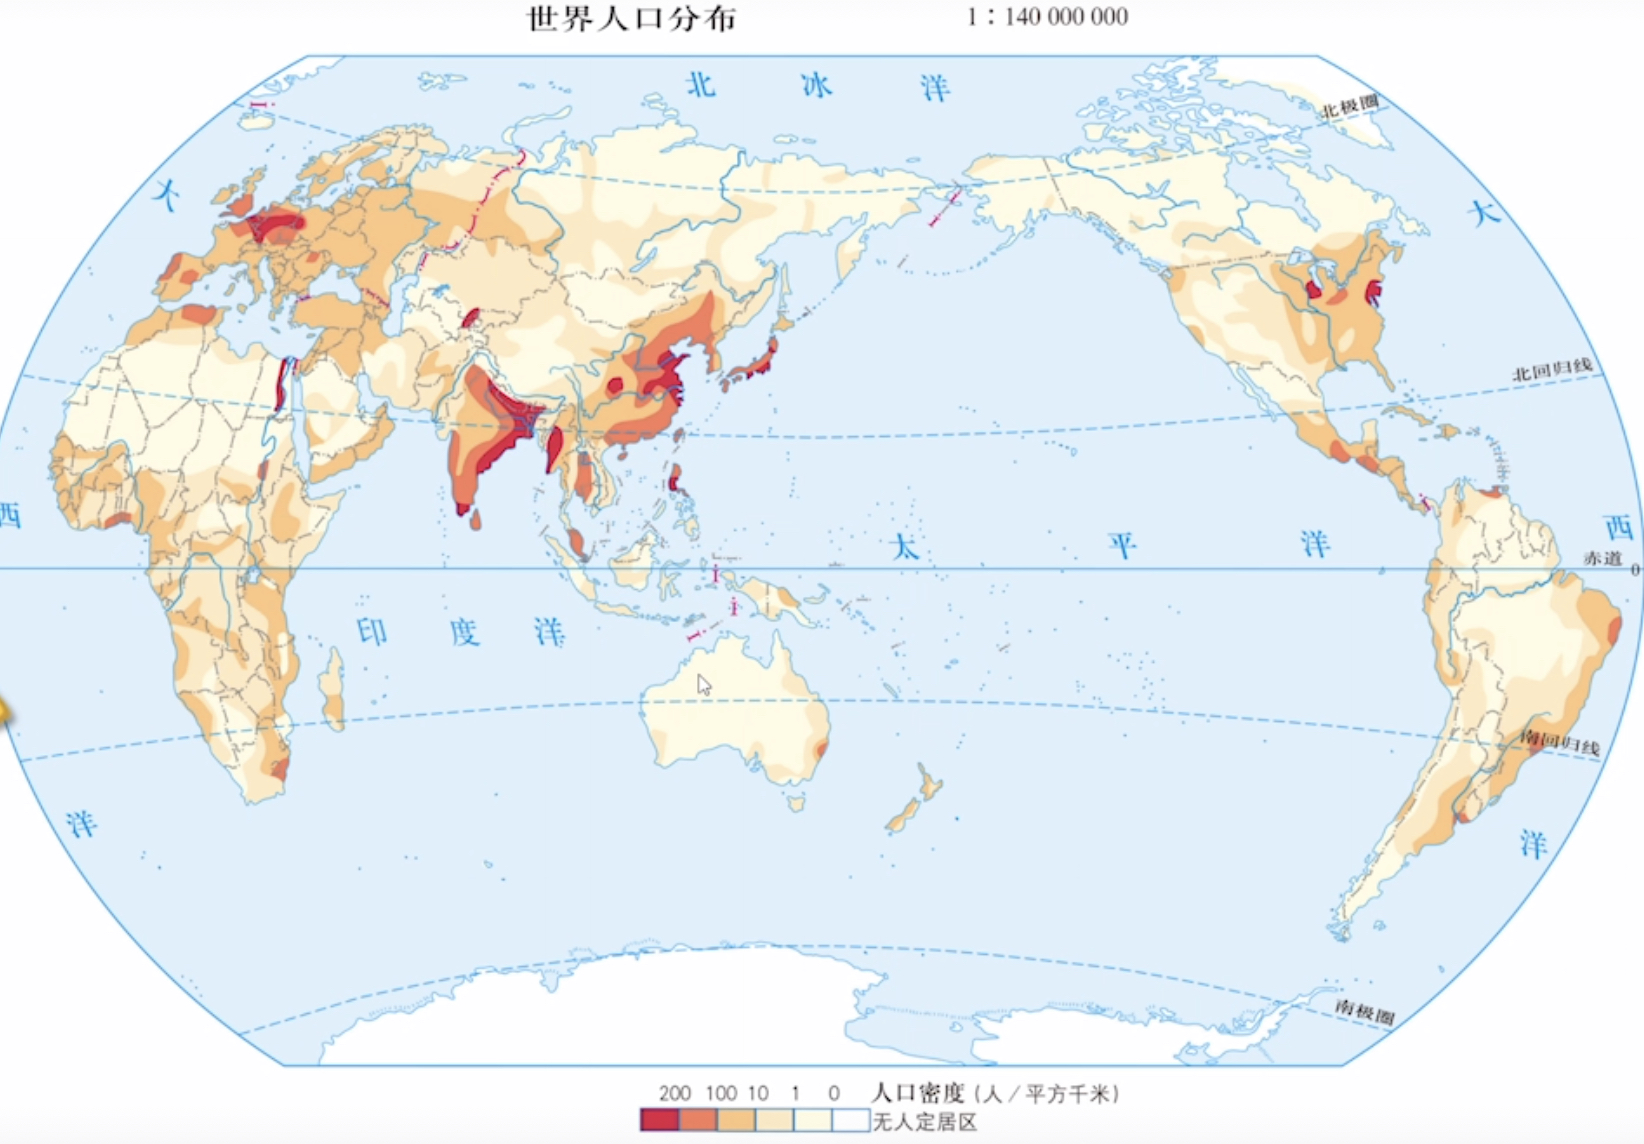 世界人口分布 1：140 000 000
北冰洋
北极圈
大
大
北回归线
西
太平洋
西
赤道 0
印度洋
南回归线
洋
洋
南极圈
200 100 10 1 0 人口密度（人／平方千米）
无人定居区